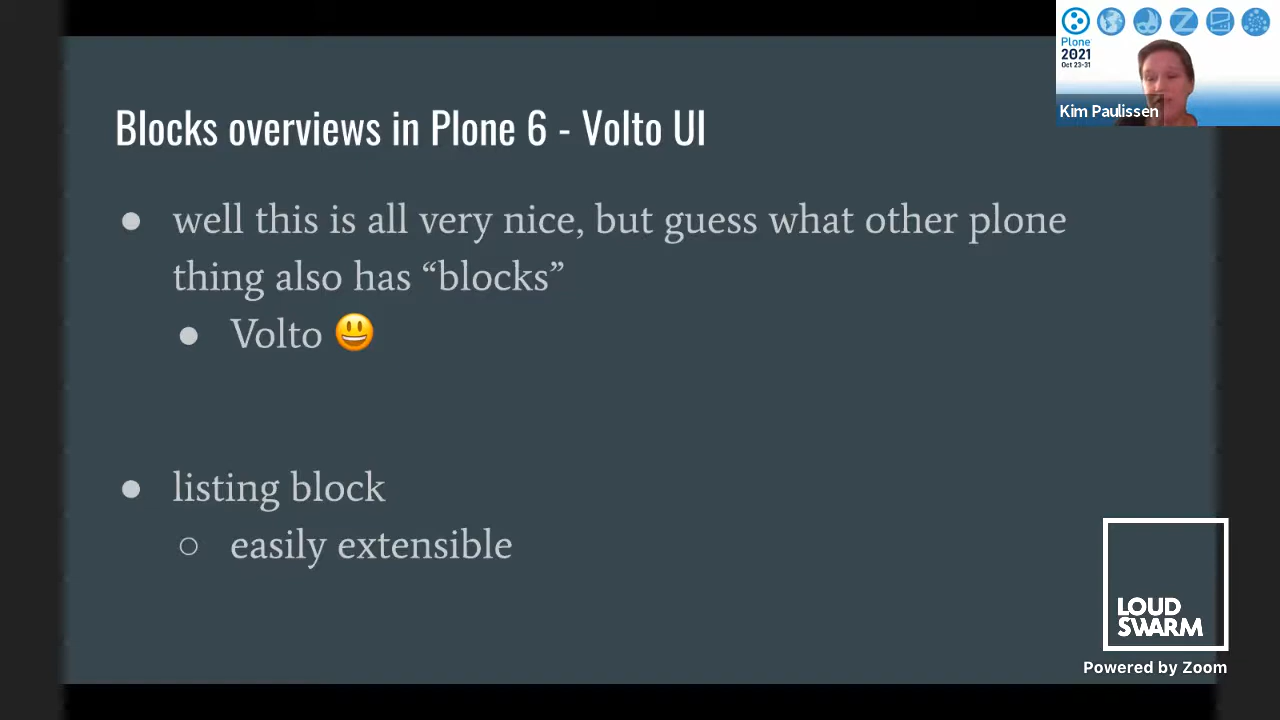 Plone
2021
Oct 23-31
Kim Paulissen
Blocks overviews in Plone 6 - Volto UI
● well this is all very nice, but guess what other plone
thing also has “blocks”
● Volto 😃
● listing block
○ easily extensible
LOUD
SWARM
Powered by Zoom